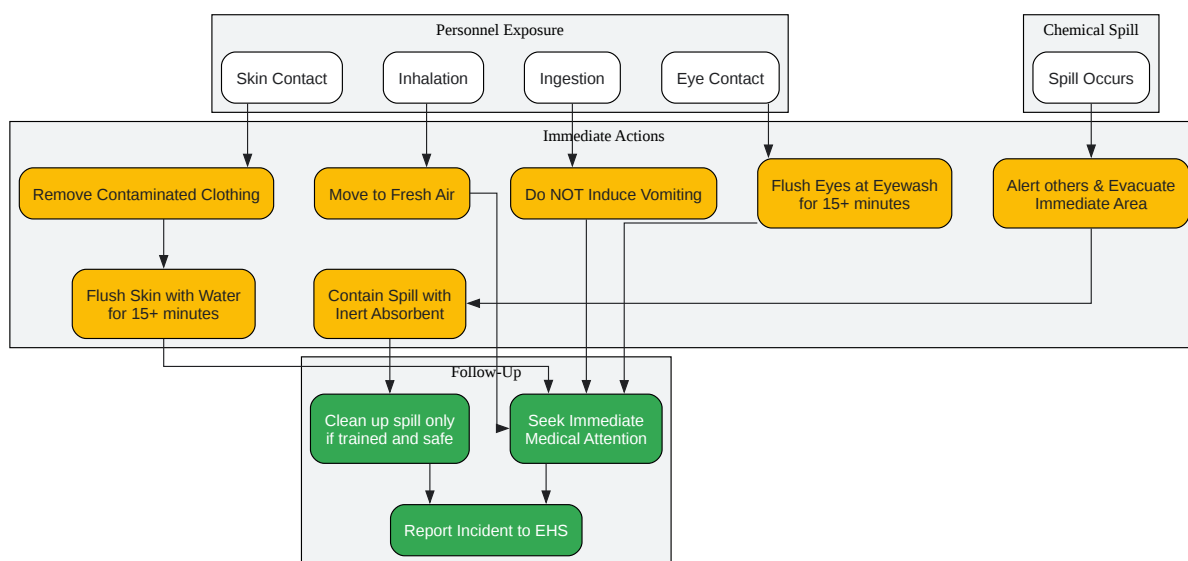 Personnel Exposure
Chemical Spill
Skin Contact
Inhalation
Ingestion
Eye Contact
Spill Occurs
Immediate Actions
Remove Contaminated Clothing
Move to Fresh Air
Do NOT Induce Vomiting
Flush Eyes at Eyewash
for 15+ minutes
Alert others & Evacuate
Immediate Area
Flush Skin with Water
for 15+ minutes
Contain Spill with
Inert Absorbent
Follow-Up
Clean up spill only
if trained and safe
Seek Immediate
Medical Attention
Report Incident to EHS